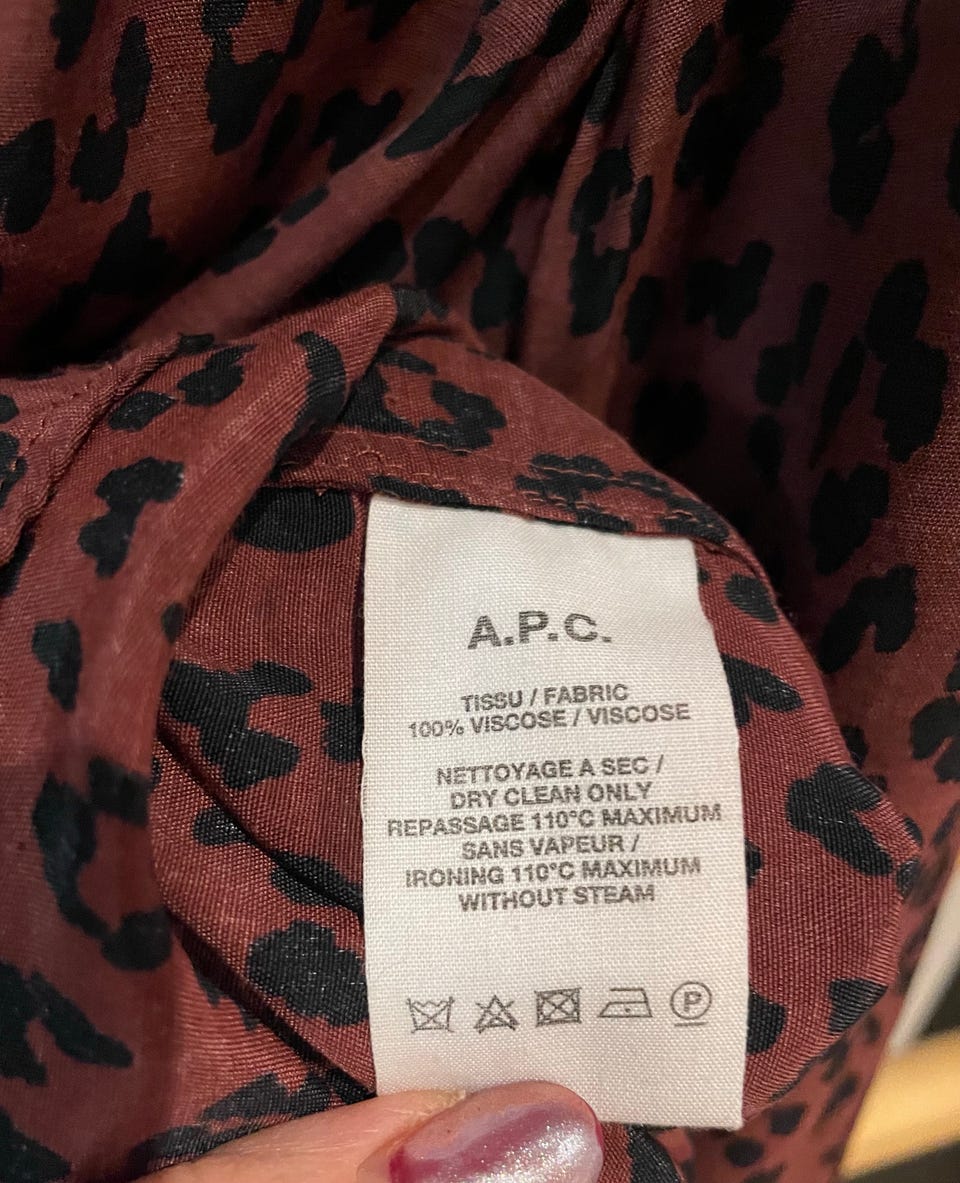 A.P.C.
TISSU / FABRIC
100% VISCOSE / VISCOSE
NETTOYAGE A SEC /
DRY CLEAN ONLY
REPASSAGE 110°C MAXIMUM
SANS VAPEUR /
IRONING 110°C MAXIMUM
WITHOUT STEAM
P